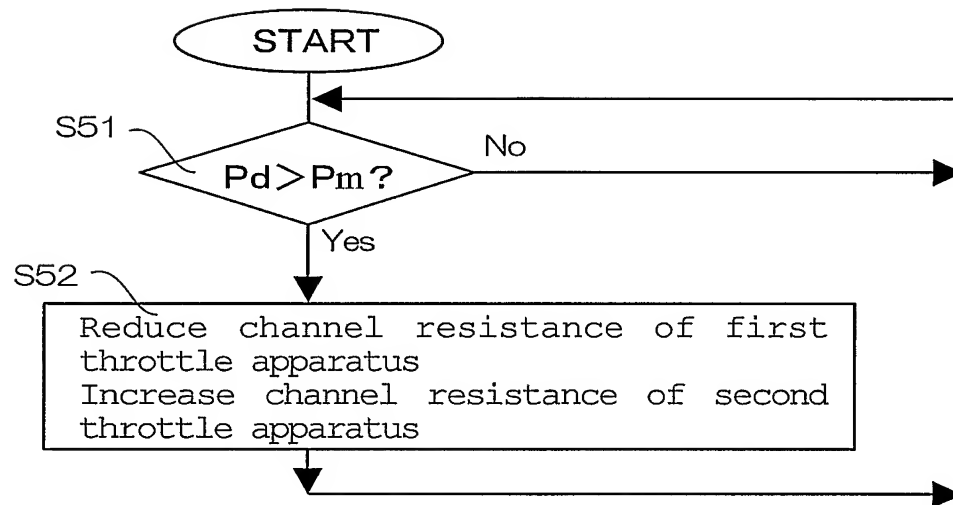 START
S51
Pd>Pm?
No
Yes
S52
Reduce channel resistance of first
throttle apparatus
Increase channel resistance of second
throttle apparatus